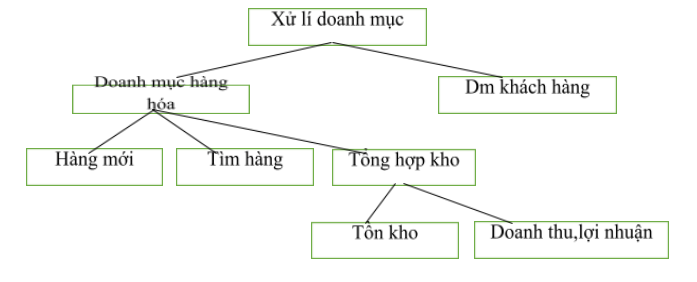 Xử lí doanh mục
Doanh mục hàng
hóa
Dm khách hàng
Hàng mới
Tìm hàng
Tổng hợp kho
Tồn kho
Doanh thu,lợi nhuận